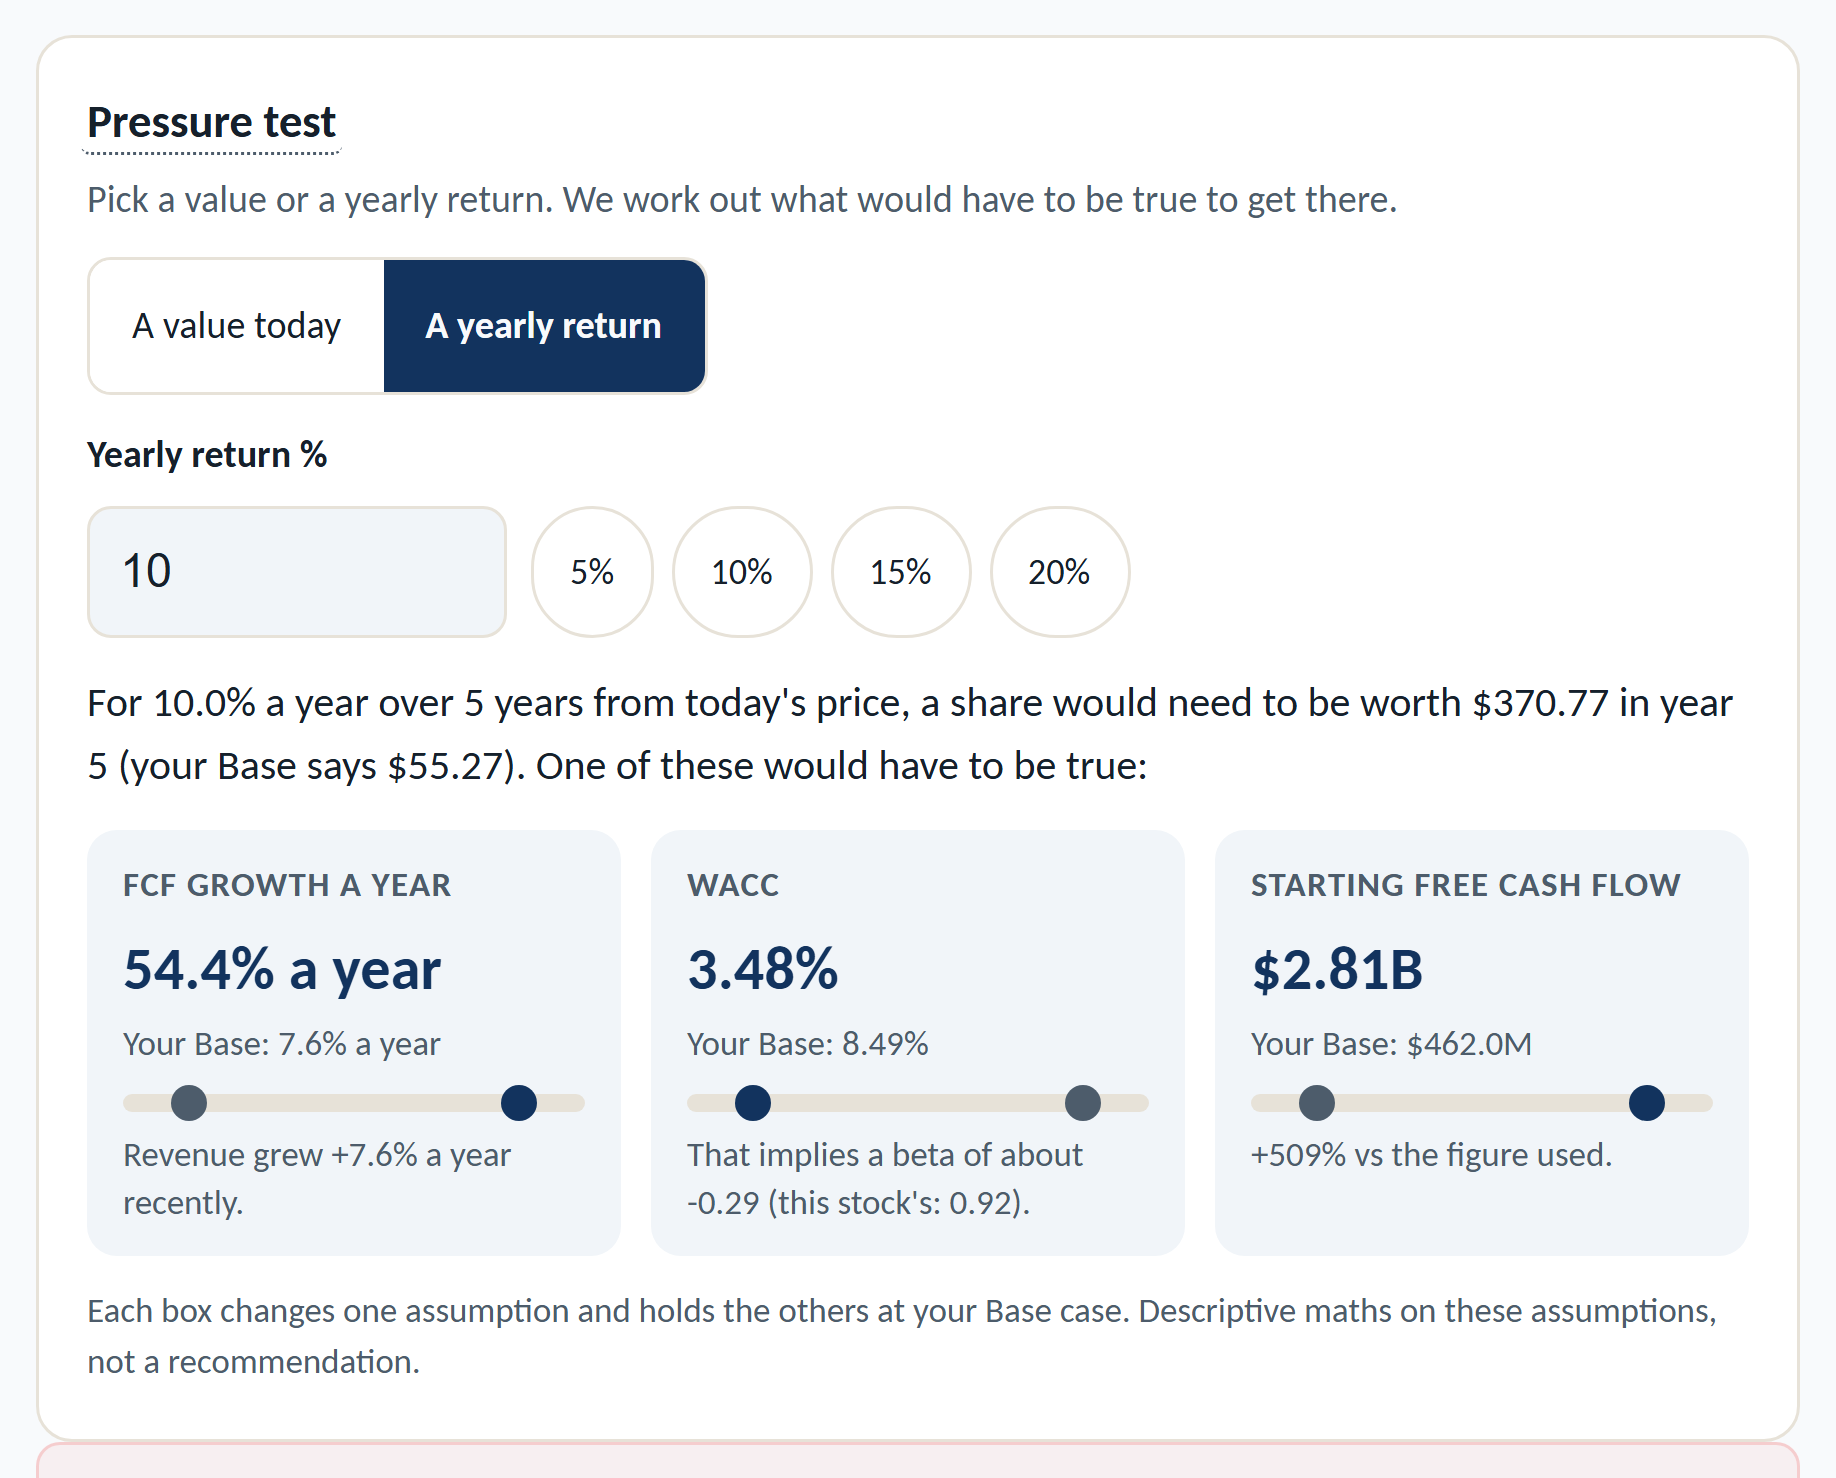 Pressure test
Pick a value or a yearly return. We work out what would have to be true to get there.
A value today
A yearly return
Yearly return %
10
5%
10%
15%
20%
For 10.0% a year over 5 years from today's price, a share would need to be worth $370.77 in year
5 (your Base says $55.27). One of these would have to be true:
FCF GROWTH A YEAR
54.4% a year
Your Base: 7.6% a year
Revenue grew +7.6% a year
recently.
WACC
3.48%
Your Base: 8.49%
That implies a beta of about
-0.29 (this stock's: 0.92).
STARTING FREE CASH FLOW
$2.81B
Your Base: $462.0M
+509% vs the figure used.
Each box changes one assumption and holds the others at your Base case. Descriptive maths on these assumptions,
not a recommendation.